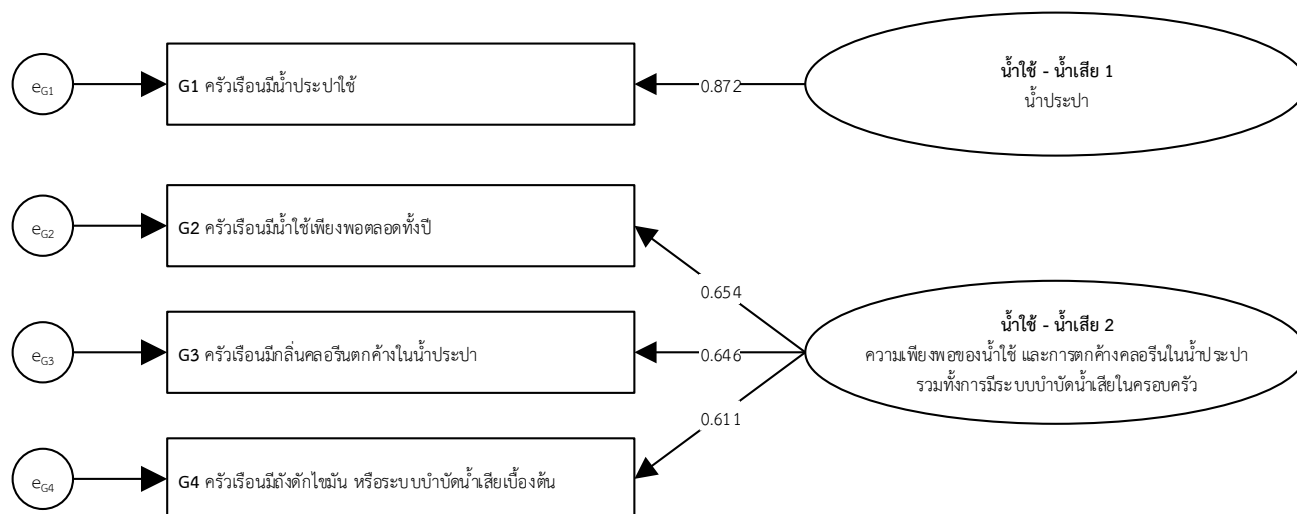 eG1
G1 ครัวเรือนมีน้ำประปาใช้
0.872
น้ำใช้ - น้ำเสีย 1
น้ำประปา
eG2
G2 ครัวเรือนมีน้ำใช้เพียงพอตลอดทั้งปี
0.654
eG3
G3 ครัวเรือนมีกลิ่นคลอรีนตกค้างในน้ำประปา
0.646
น้ำใช้ - น้ำเสีย 2
ความเพียงพอของน้ำใช้ และการตกค้างคลอรีนในน้ำประปา
รวมทั้งการมีระบบบำบัดน้ำเสียในครอบครัว
0.611
eG4
G4 ครัวเรือนมีถังดักไขมัน หรือระบบบำบัดน้ำเสียเบื้องต้น